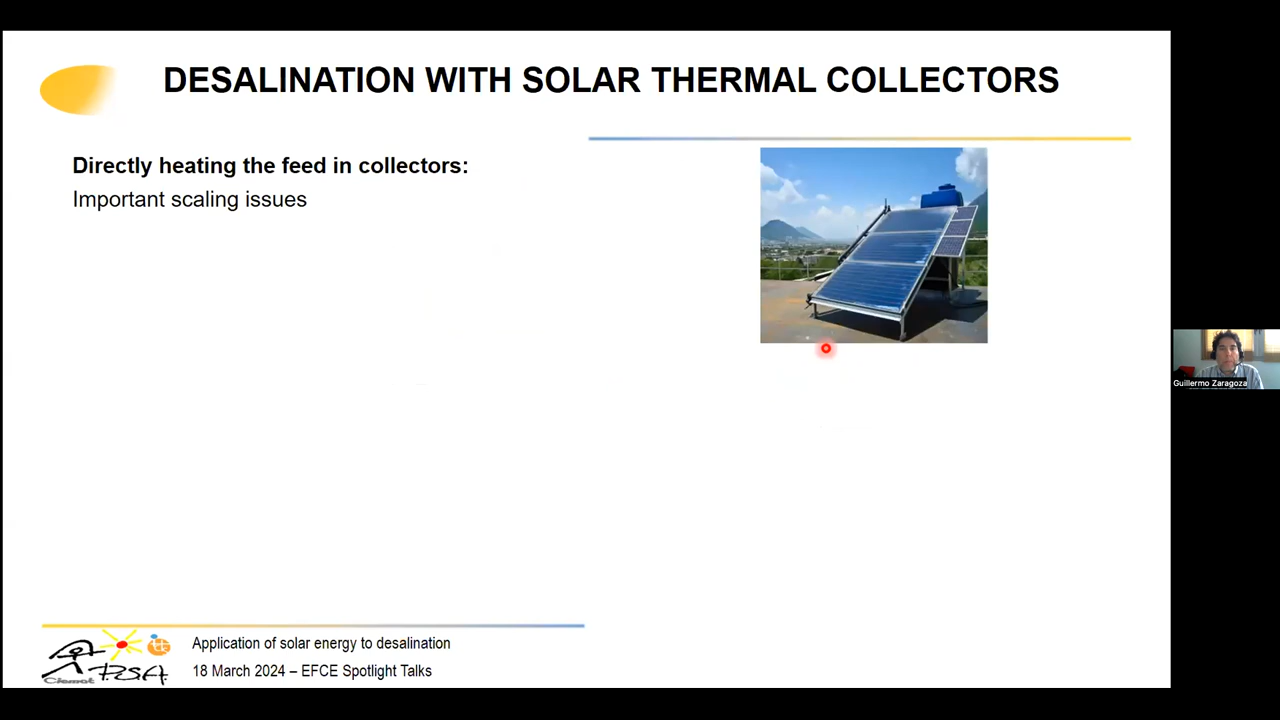 DESALINATION WITH SOLAR THERMAL COLLECTORS
Directly heating the feed in collectors:
Important scaling issues
Guillermo Zaragoza
Ciemat
PSA
Application of solar energy to desalination
18 March 2024 – EFCE Spotlight Talks